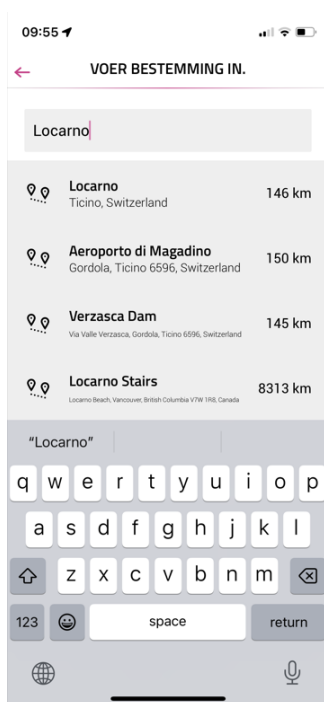 09:55
VOER BESTEMMING IN.
Locarno
Locarno
146 km
Ticino, Switzerland
Aeroporto di Magadino
150 km
Gordola, Ticino 6596, Switzerland
Verzasca Dam
145 km
Via Valle Verzasca, Gordola, Ticino 6596, Switzerland
Locarno Stairs
8313 km
Locarno Beach, Vancouver, British Columbia V7W 1R8, Canada
"Locarno"
q w e r t y u i o p
a s d f g h j k l
z x c v b n m
123 space return